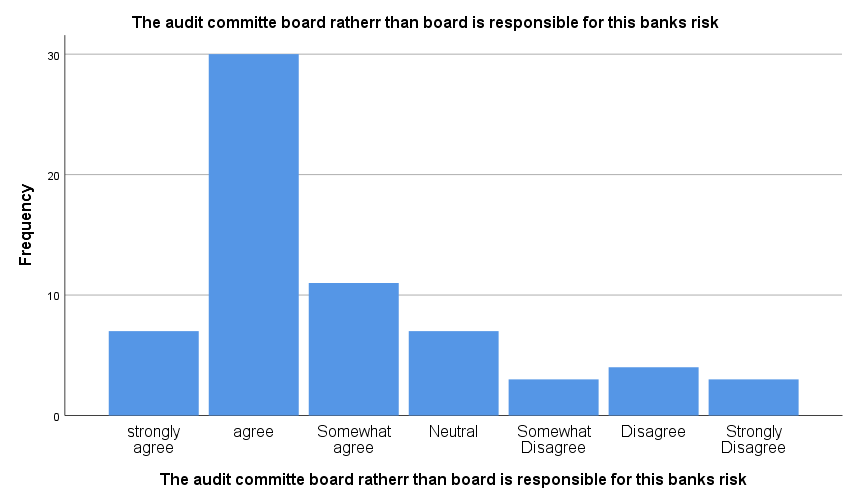 The audit committe board ratherr than board is responsible for this banks risk
Frequency
30
20
10
0
strongly
agree
agree
Somewhat
agree
Neutral
Somewhat
Disagree
Disagree
Strongly
Disagree
The audit committe board ratherr than board is responsible for this banks risk